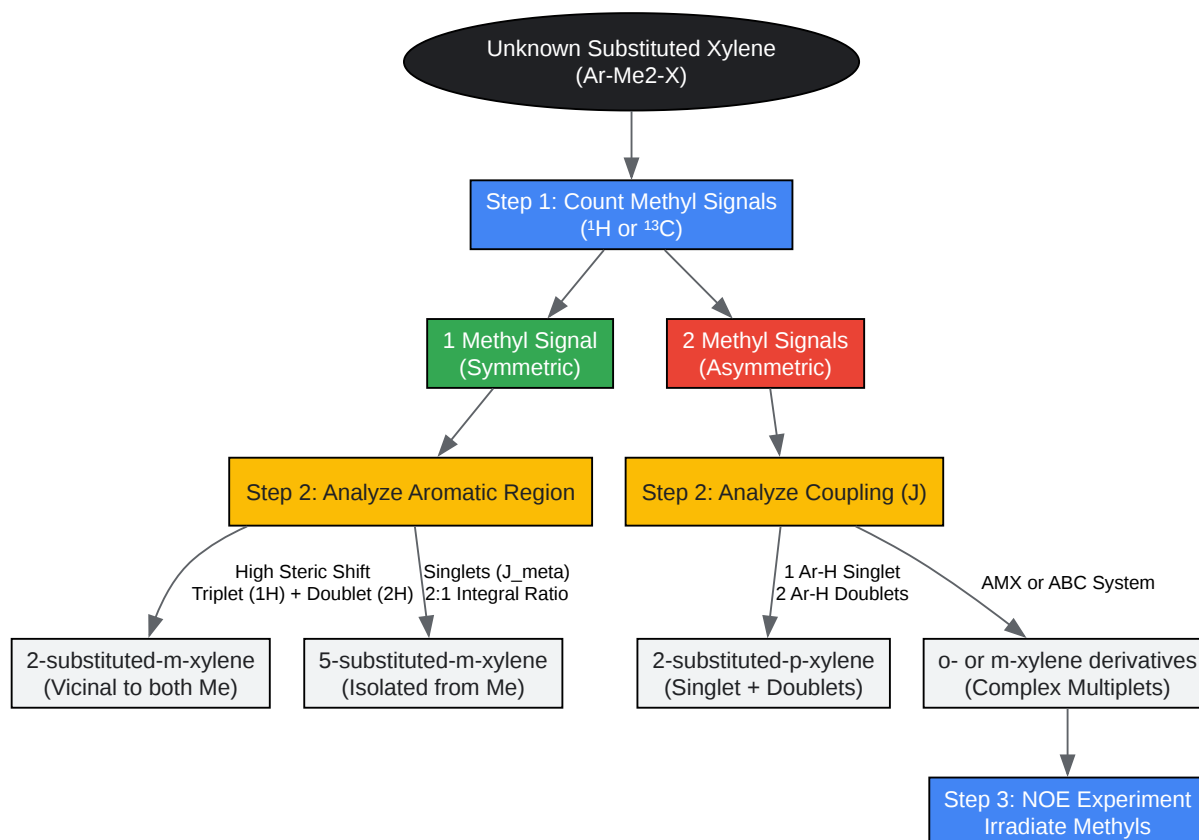 Unknown Substituted Xylene
(Ar-Me2-X)
Step 1: Count Methyl Signals
(¹H or ¹³C)
1 Methyl Signal
(Symmetric)
2 Methyl Signals
(Asymmetric)
Step 2: Analyze Aromatic Region
Step 2: Analyze Coupling (J)
High Steric Shift
Triplet (1H) + Doublet (2H)
Singlets (J_meta)
2:1 Integral Ratio
1 Ar-H Singlet
2 Ar-H Doublets
AMX or ABC System
2-substituted-m-xylene
(Vicinal to both Me)
5-substituted-m-xylene
(Isolated from Me)
2-substituted-p-xylene
(Singlet + Doublets)
o- or m-xylene derivatives
(Complex Multiplets)
Step 3: NOE Experiment
Irradiate Methyls